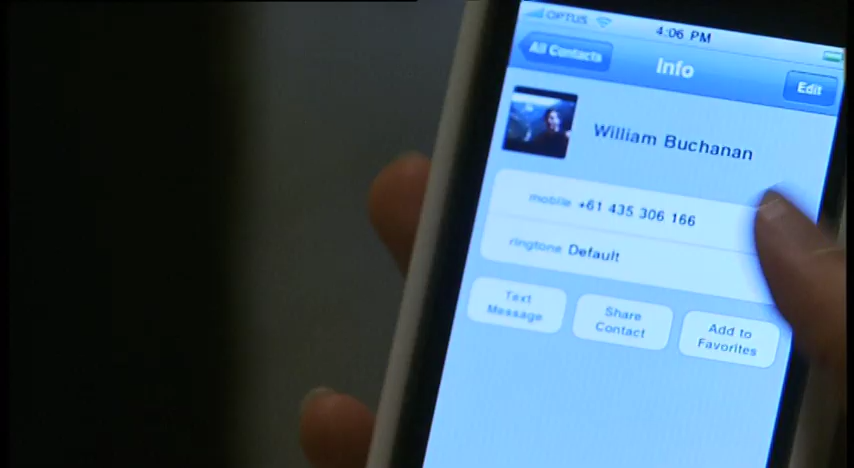 OPTUS
4:06 PM
All Contacts
Info
Edit
William Buchanan
mobile +61 435 306 166
ringtone Default
Text
Message
Share
Contact
Add to
Favorites